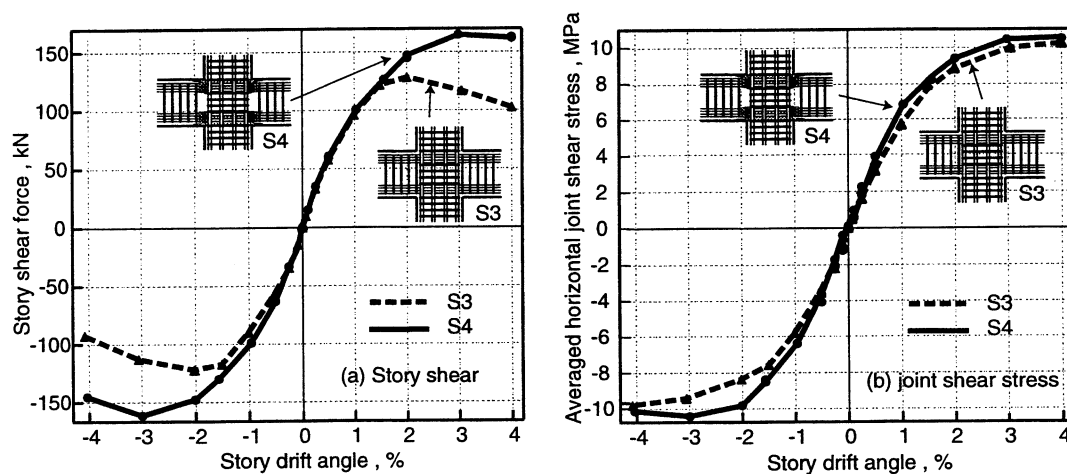 Story shear force , kN
150
100
50
0
-50
-100
-150
-4 -3 -2 -1 0 1 2 3 4
Story drift angle , %
S4
S3
S3
S4
(a) Story shear
Averaged horizontal joint shear stress , MPa
10
8
6
4
2
0
-2
-4
-6
-8
-10
-4 -3 -2 -1 0 1 2 3 4
Story drift angle , %
S4
S3
S3
S4
(b) joint shear stress